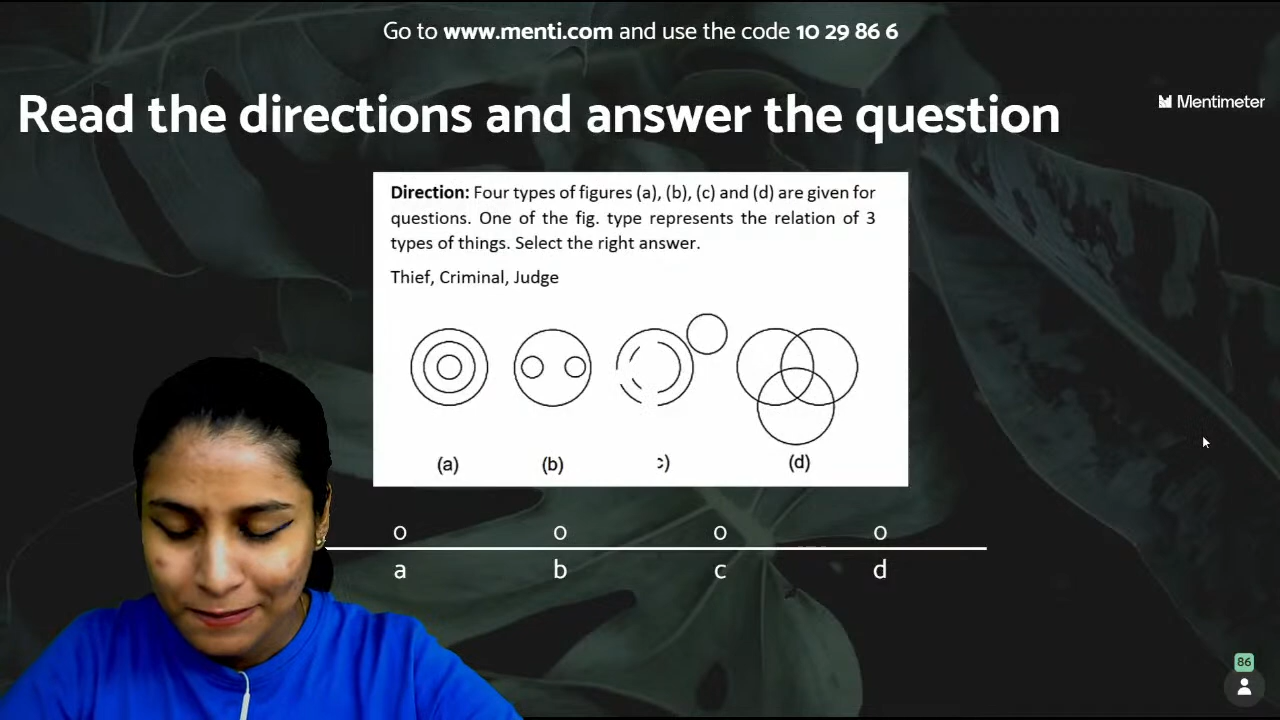 Go to www.menti.com and use the code 10 29 86 6
Read the directions and answer the question
Mentimeter
Direction: Four types of figures (a), (b), (c) and (d) are given for
questions. One of the fig. type represents the relation of 3
types of things. Select the right answer.
Thief, Criminal, Judge
(a) (b) c) (d)
0 0 0 0
a b c d
86